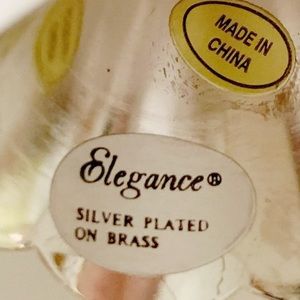 MADE IN
CHINA
Elegance®
SILVER PLATED
ON BRASS